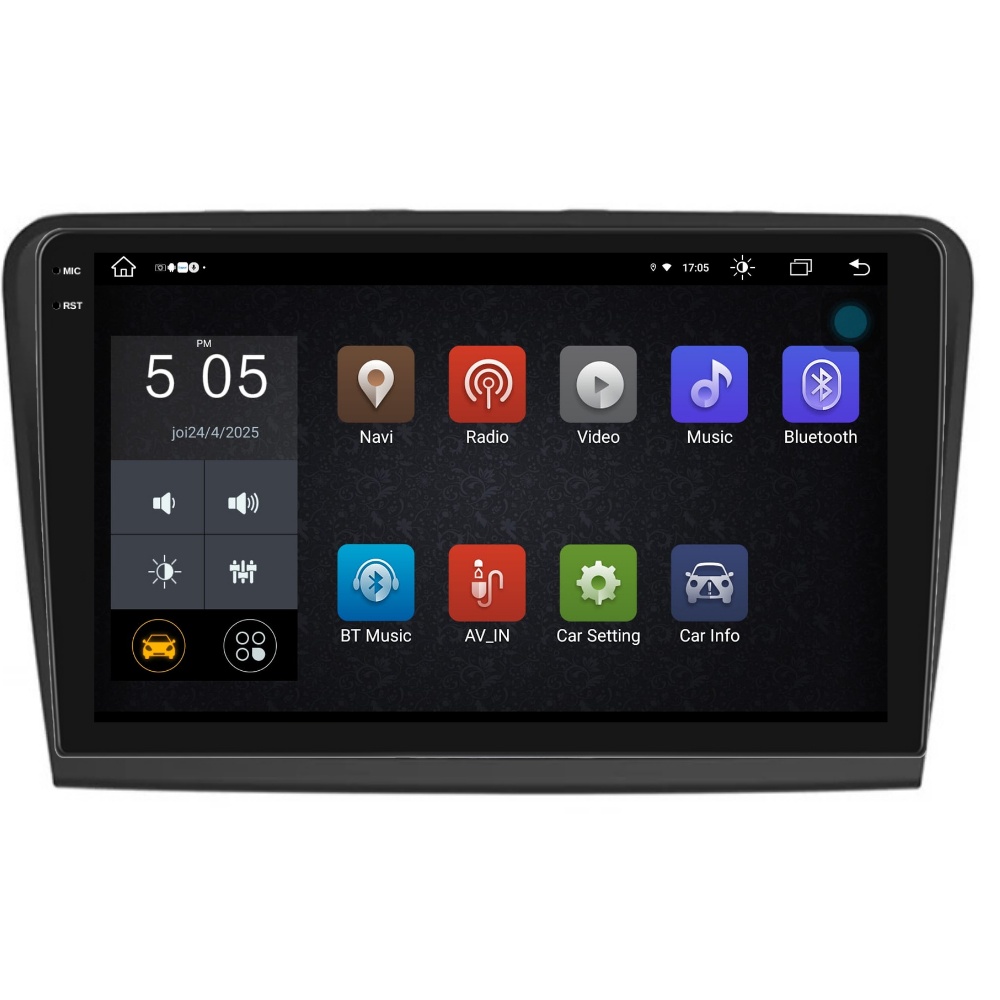 MIC
RST
17:05
PM
5 05
joi24/4/2025
Navi
Radio
Video
Music
Bluetooth
BT Music
AV_IN
Car Setting
Car Info